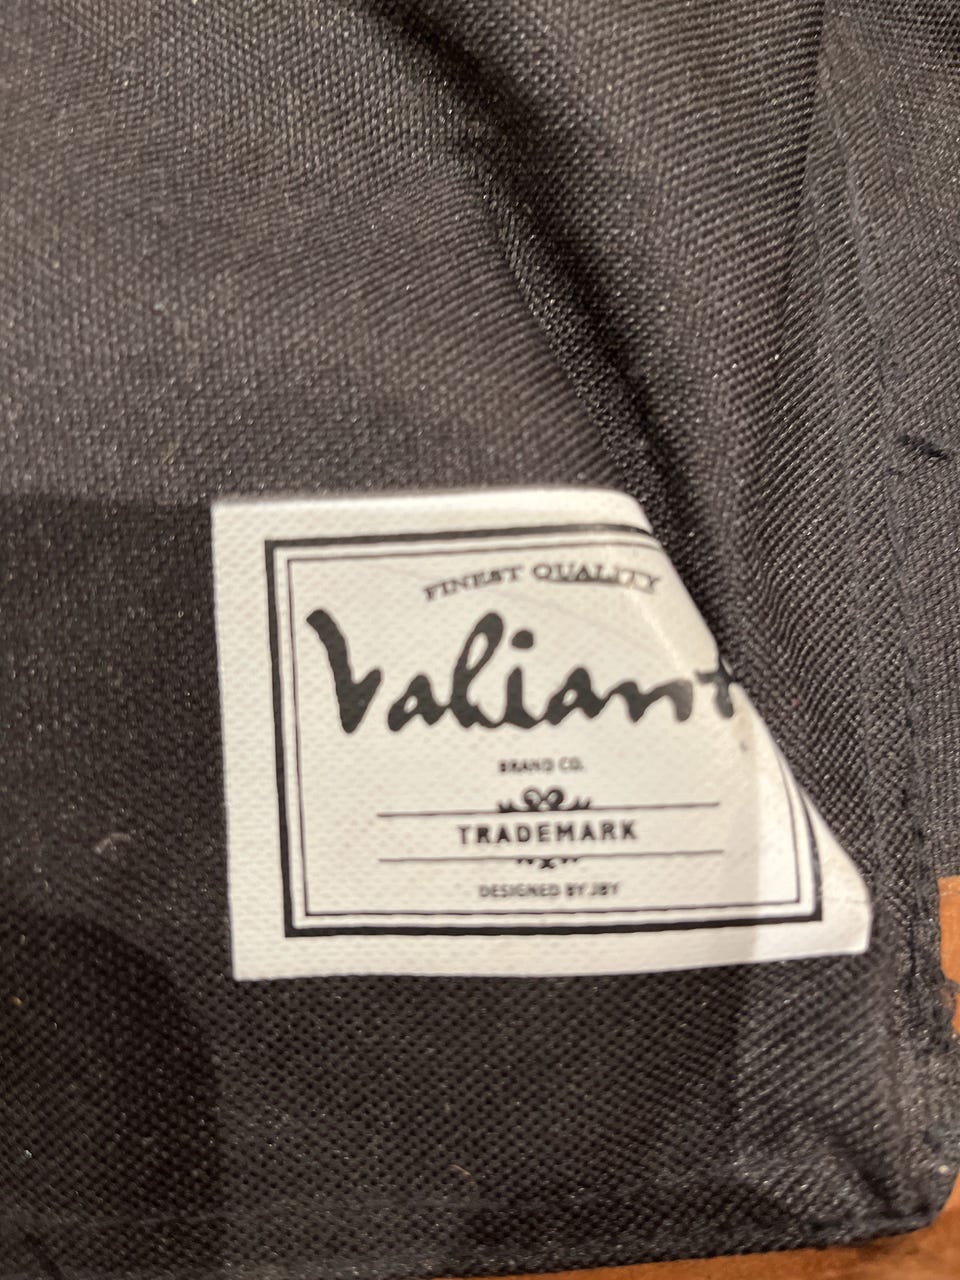 FINEST QUALITY
Valiant
BRAND CO.
TRADEMARK
DESIGNED BY JBY